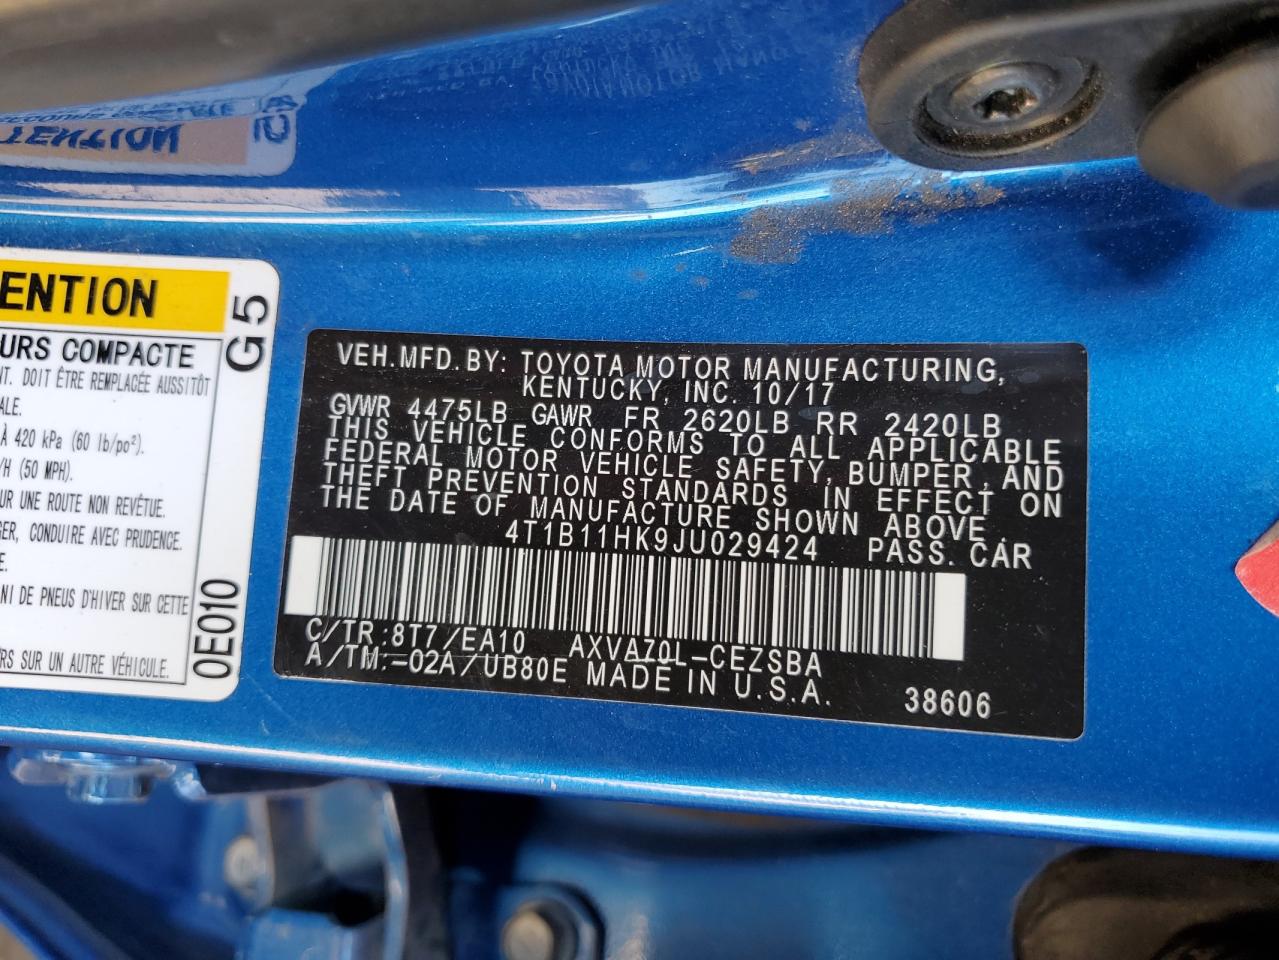 ENTION
URS COMPACTE
NT. DOIT ÊTRE REMPLACÉE AUSSITÔT
ALE.
À 420 kPa (60 lb/po²).
/H (50 MPH).
UR UNE ROUTE NON REVÊTUE.
GER, CONDUIRE AVEC PRUDENCE.
E.
NI DE PNEUS D'HIVER SUR CETTE
RS SUR UN AUTRE VÉHICULE.
G5
0E010
VEH.MFD.BY: TOYOTA MOTOR MANUFACTURING,
KENTUCKY, INC. 10/17
GVWR 4475LB GAWR FR 2620LB RR 2420LB
THIS VEHICLE CONFORMS TO ALL APPLICABLE
FEDERAL MOTOR VEHICLE SAFETY, BUMPER, AND
THEFT PREVENTION STANDARDS IN EFFECT ON
THE DATE OF MANUFACTURE SHOWN ABOVE.
4T1B11HK9JU029424 PASS. CAR
C/TR:8T7/EA10 AXVA70L-CEZSBA
A/TM:-02A/UB80E MADE IN U.S.A.
38606